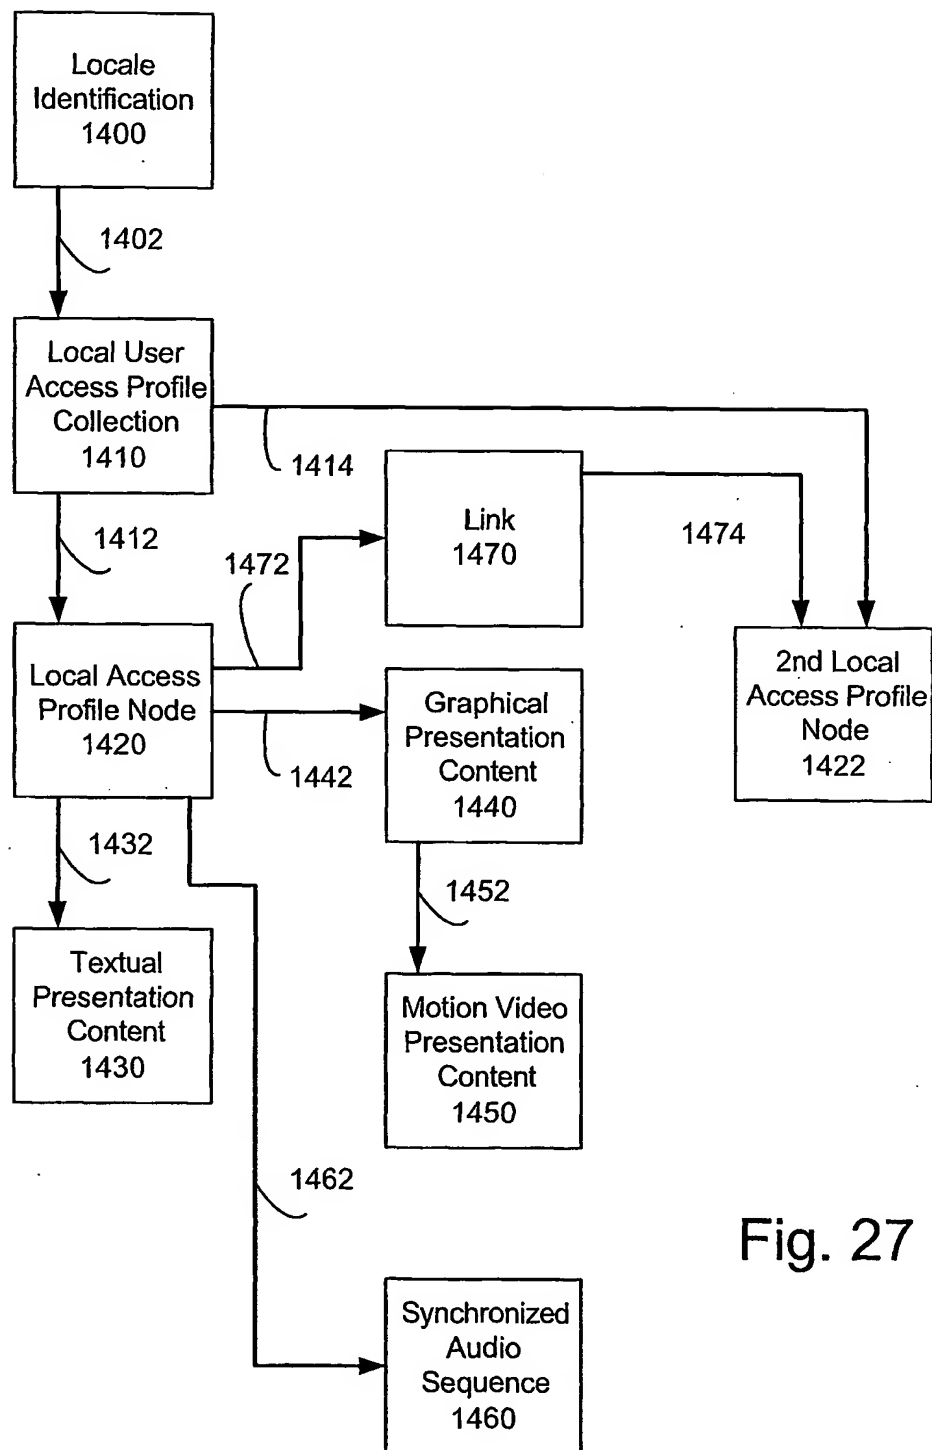 Locale
Identification
1400
1402
Local User
Access Profile
Collection
1410
1414
1412
Link
1470
1474
1472
Local Access
Profile Node
1420
Graphical
Presentation
Content
1440
2nd Local
Access Profile
Node
1422
1442
1432
1452
Textual
Presentation
Content
1430
Motion Video
Presentation
Content
1450
1462
Fig. 27
Synchronized
Audio
Sequence
1460